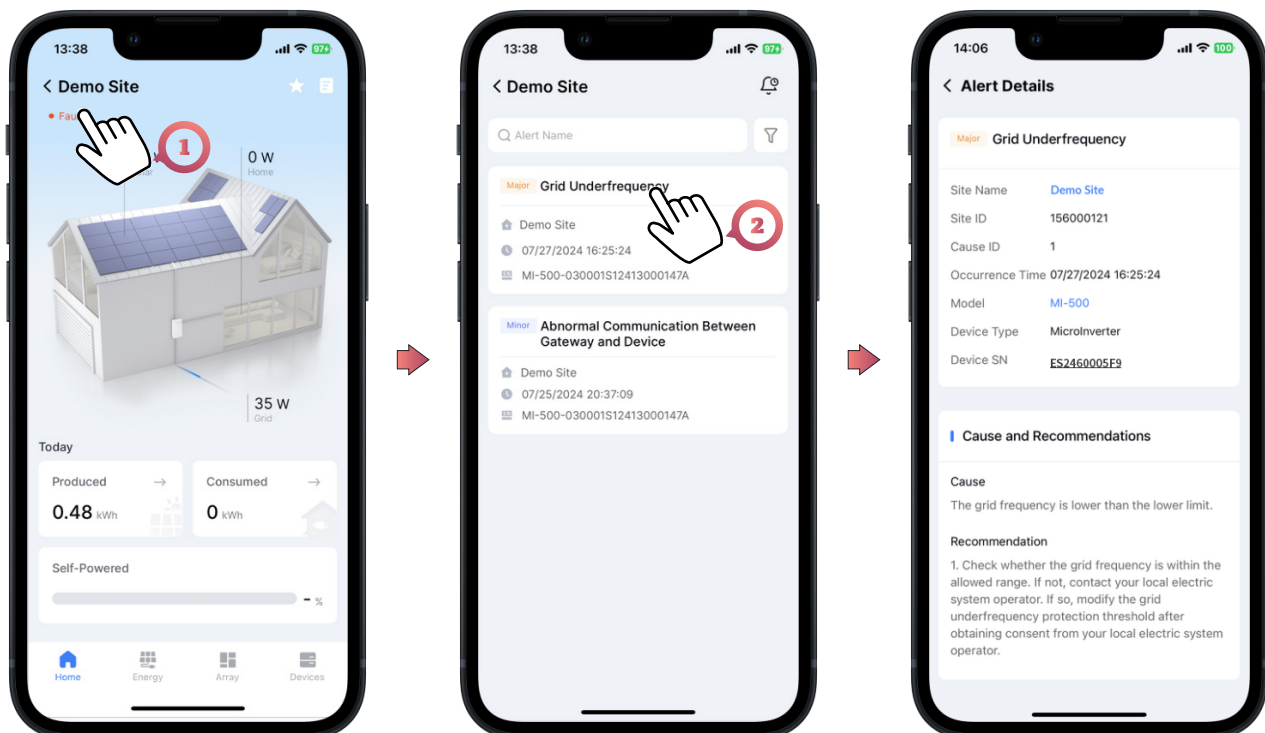 13:38
97
Demo Site
1
0 W
Home
35 W
Grid
Today
Produced
Consumed
0.48 kWh
0 kWh
Self-Powered
- %
Home Energy Array Devices
13:38
97
Demo Site
Alert Name
Major Grid Underfrequency
Demo Site
2
07/27/2024 16:25:24
MI-500-030001S12413000147A
Minor Abnormal Communication Between
Gateway and Device
Demo Site
07/25/2024 20:37:09
MI-500-030001S12413000147A
14:06
100
Alert Details
Major Grid Underfrequency
Site Name Demo Site
Site ID 156000121
Cause ID 1
Occurrence Time 07/27/2024 16:25:24
Model MI-500
Device Type MicroInverter
Device SN ES2460005F9
Cause and Recommendations
Cause
The grid frequency is lower than the lower limit.
Recommendation
1. Check whether the grid frequency is within the
allowed range. If not, contact your local electric
system operator. If so, modify the grid
underfrequency protection threshold after
obtaining consent from your local electric system
operator.